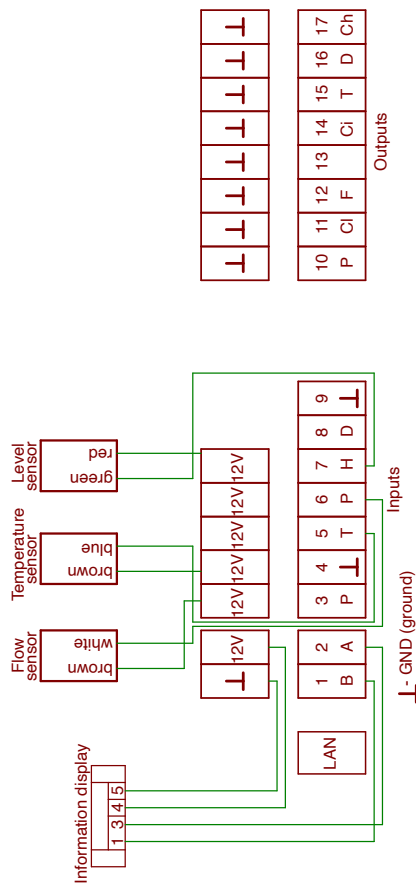 Information display
1 3 4 5
Flow
sensor
brown white
Temperature
sensor
brown blue
Level
sensor
green red
12V
12V 12V 12V 12V 12V
LAN
1 2
B A
3 4 5 6 7 8 9
P T P H D
Inputs
10 11 12 13 14 15 16 17
P Cl F Ci T D Ch
Outputs
- GND (ground)